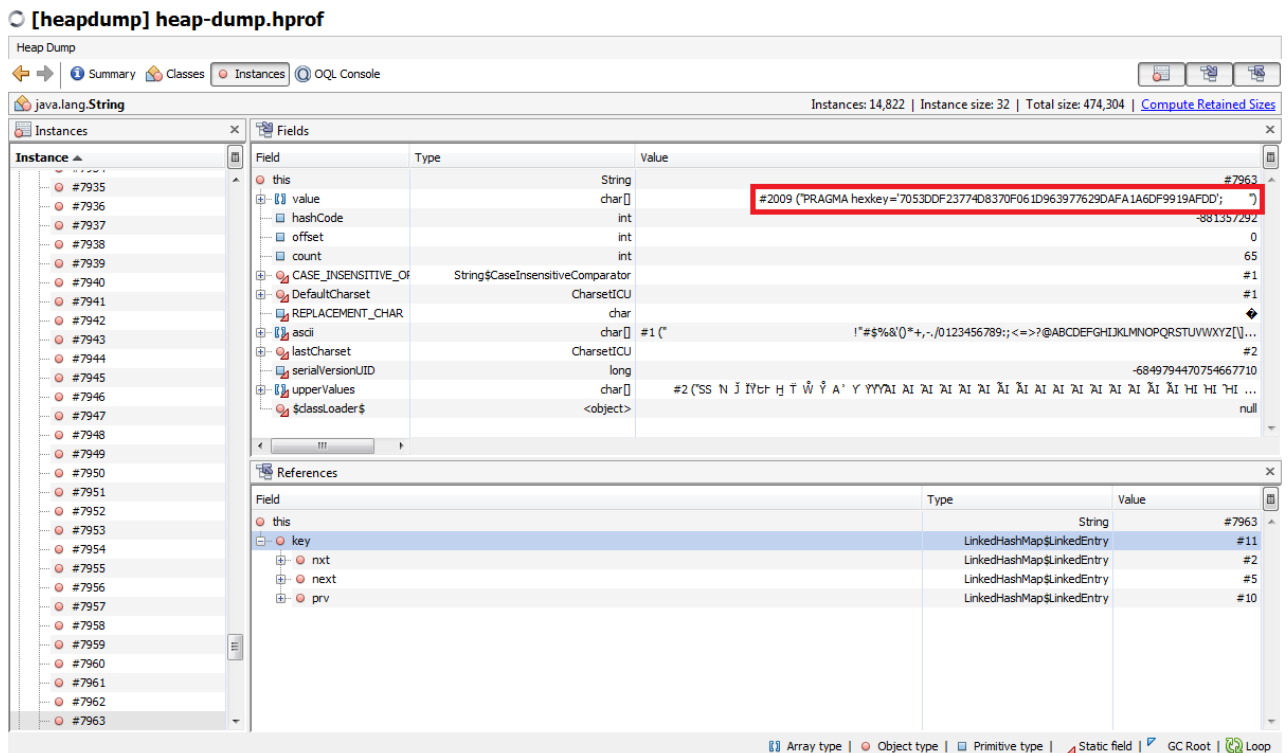 [heapdump] heap-dump.hprof
Heap Dump
Summary Classes Instances OQL Console
java.lang.String Instances: 14,822 | Instance size: 32 | Total size: 474,304 | Compute Retained Sizes
Instances
Instance
#7935
#7936
#7937
#7938
#7939
#7940
#7941
#7942
#7943
#7944
#7945
#7946
#7947
#7948
#7949
#7950
#7951
#7952
#7953
#7954
#7955
#7956
#7957
#7958
#7959
#7960
#7961
#7962
#7963
Fields
Field Type Value
this String #7963
value char[] #2009 ("PRAGMA hexkey='7053DDF23774D8370F061D963977629DAFA1A6DF9919AFDD'; ")
hashCode int -881357292
offset int 0
count int 65
CASE_INSENSITIVE_OF String$CaseInsensitiveComparator #1
DefaultCharset CharsetICU #1
REPLACEMENT_CHAR char �
ascii char[] #1 (" !"#$%&'()*+,-./0123456789:;<=>?@ABCDEFGHIJKLMNOPQRSTUVWXYZ[\]...
lastCharset CharsetICU #2
serialVersionUID long -6849794470754667710
upperValues char[] #2 ("SS
$classLoader$ <object> null
References
Field Type Value
this String #7963
key LinkedHashMap$LinkedEntry #11
nxt LinkedHashMap$LinkedEntry #2
next LinkedHashMap$LinkedEntry #5
prv LinkedHashMap$LinkedEntry #10
Array type | Object type | Primitive type | Static field | GC Root | Loop